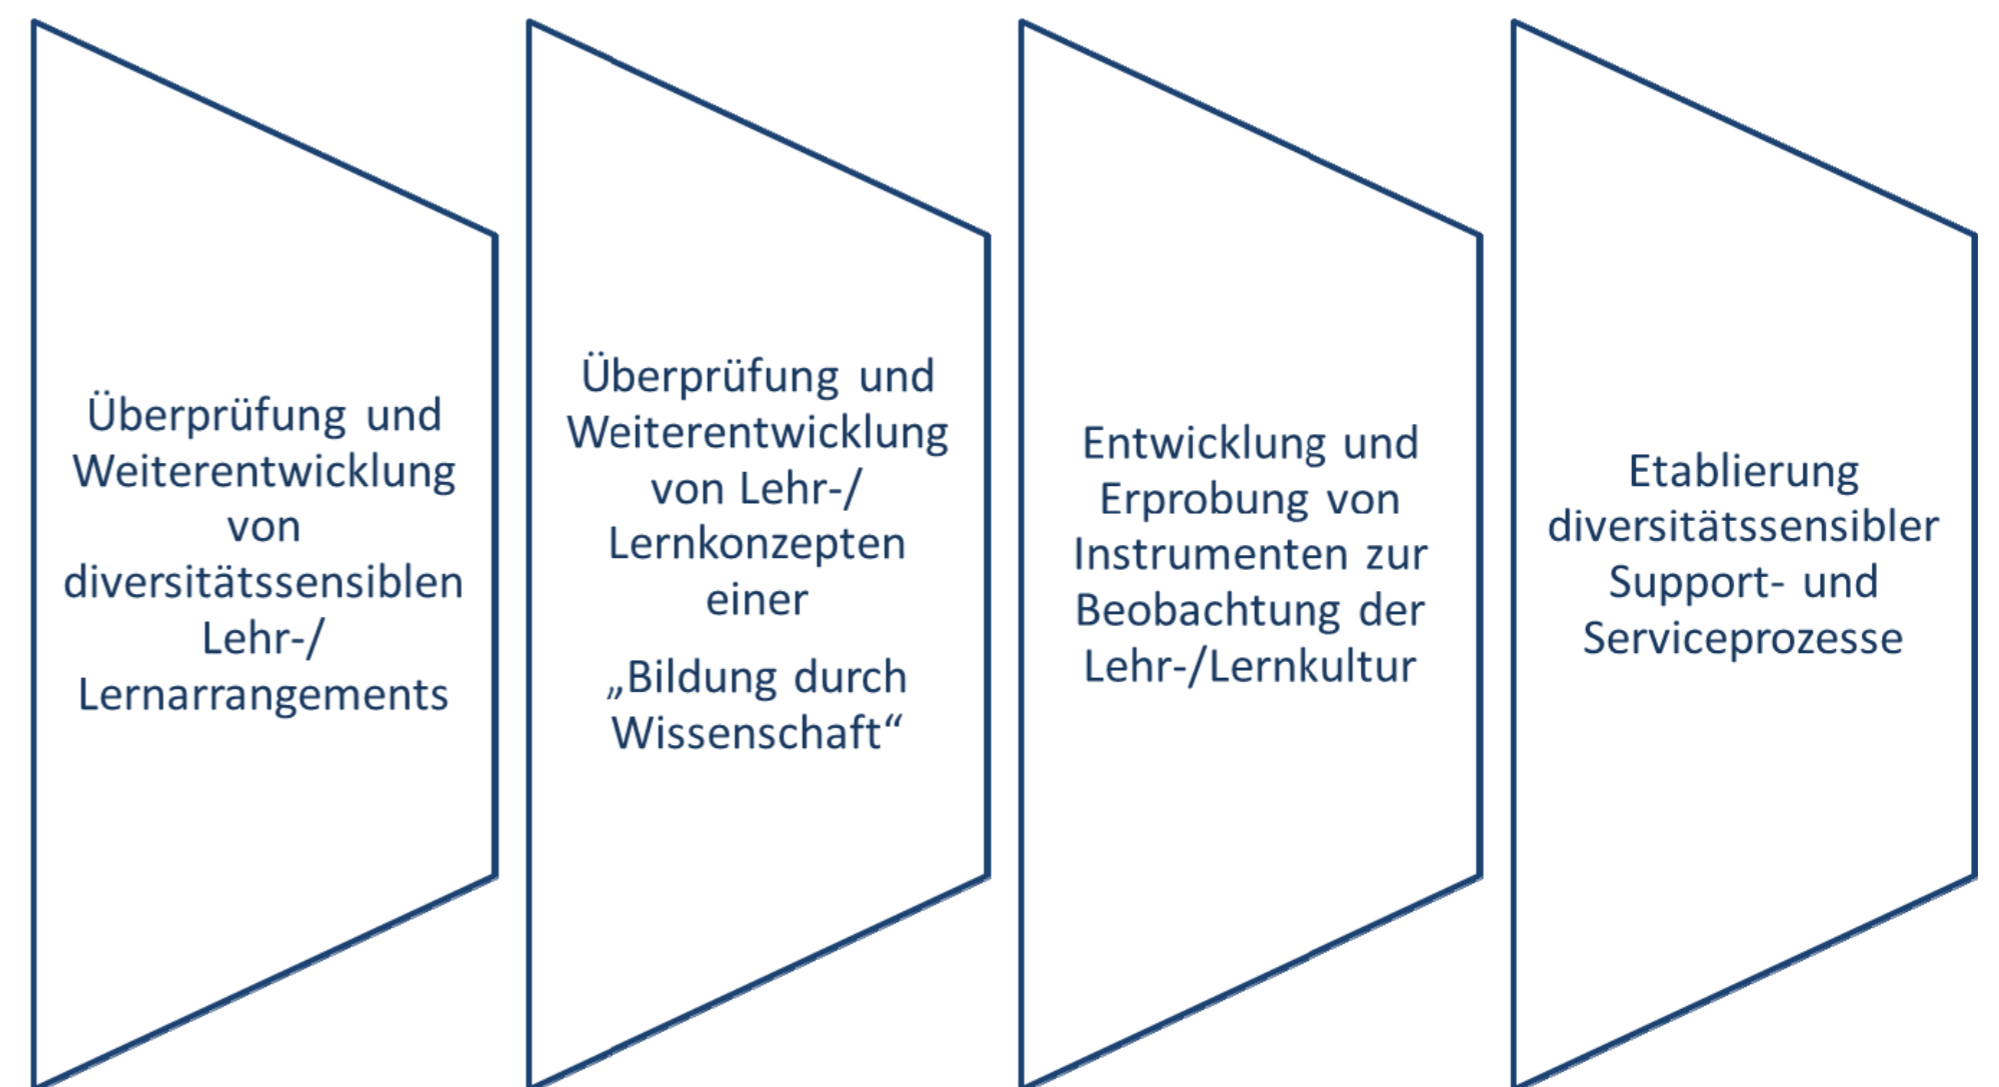 Überprüfung und
Weiterentwicklung
von
diversitätssensiblen
Lehr-/
Lernarrangements
Überprüfung und
Weiterentwicklung
von Lehr-/
Lernkonzepten
einer
„Bildung durch
Wissenschaft“
Entwicklung und
Erprobung von
Instrumenten zur
Beobachtung der
Lehr-/Lernkultur
Etablierung
diversitätssensibler
Support- und
Serviceprozesse